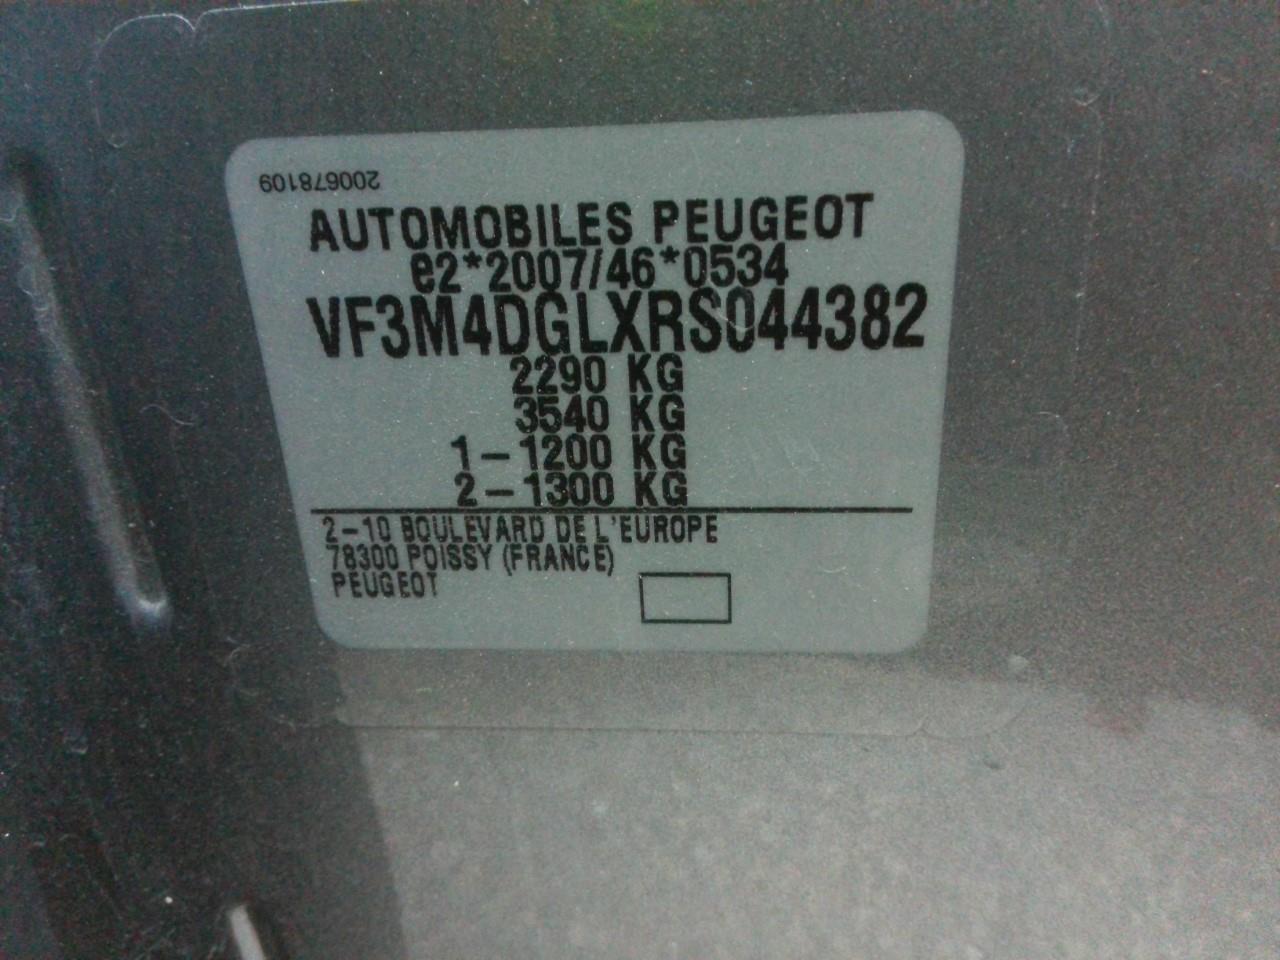 200678109
AUTOMOBILES PEUGEOT
e2*2007/46*0534
VF3M4DGLXRS044382
2290 KG
3540 KG
1-1200 KG
2-1300 KG
2-10 BOULEVARD DE L'EUROPE
78300 POISSY (FRANCE)
PEUGEOT